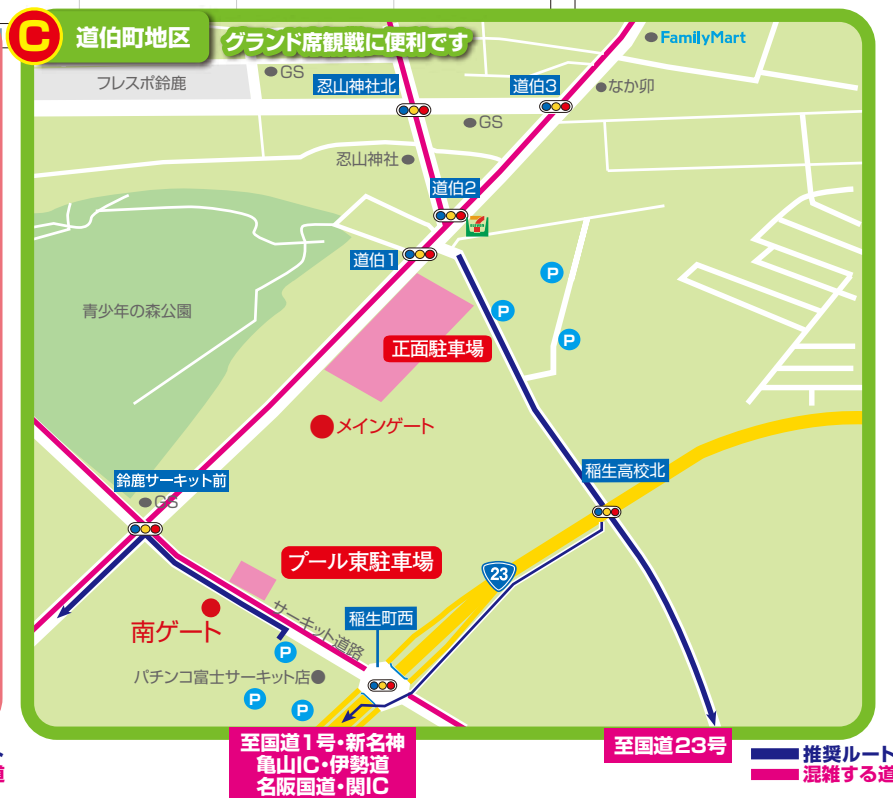 C 道伯町地区 グランド席観戦に便利です
FamilyMart
フレスポ鈴鹿
GS
忍山神社北
道伯3
なか卯
GS
忍山神社
道伯2
7
道伯1
P
P
P
青少年の森公園
正面駐車場
メインゲート
稲生高校北
鈴鹿サーキット前
GS
プール東駐車場
23
サーキット道路
稲生町西
南ゲート
P
パチンコ富士サーキット店
P
P
至国道1号・新名神
亀山IC・伊勢道
名阪国道・関IC
至国道23号
推奨ルート
混雑する道
ト
道